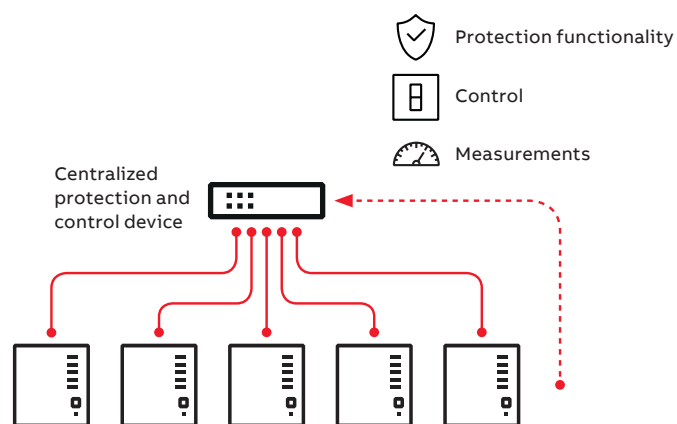 Protection functionality
Control
Measurements
Centralized
protection and
control device